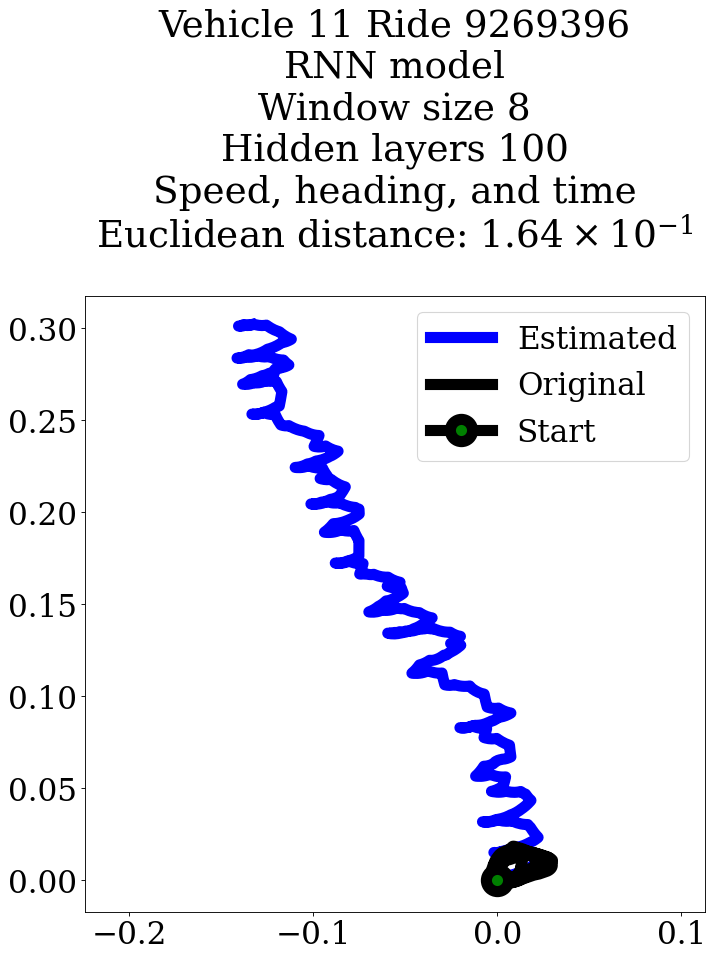 Vehicle 11 Ride 9269396
RNN model
Window size 8
Hidden layers 100
Speed, heading, and time
Euclidean distance: 1.64 × 10⁻¹
Estimated
Original
Start
0.30
0.25
0.20
0.15
0.10
0.05
0.00
−0.2 −0.1 0.0 0.1